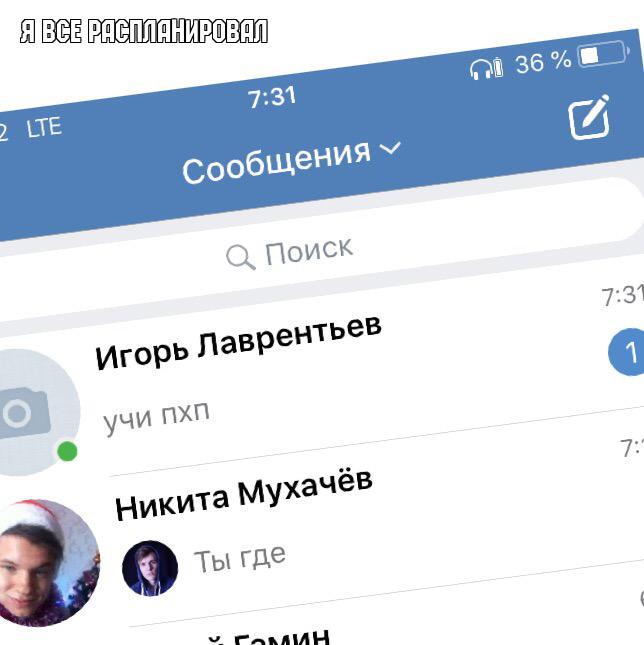 Я ВСЕ РАСПЛАНИРОВАЛ
2 LTE
7:31
36 %
Сообщения
Поиск
Игорь Лаврентьев
7:31
учи пхп
1
Никита Мухачёв
7:
Ты где
й Гамин